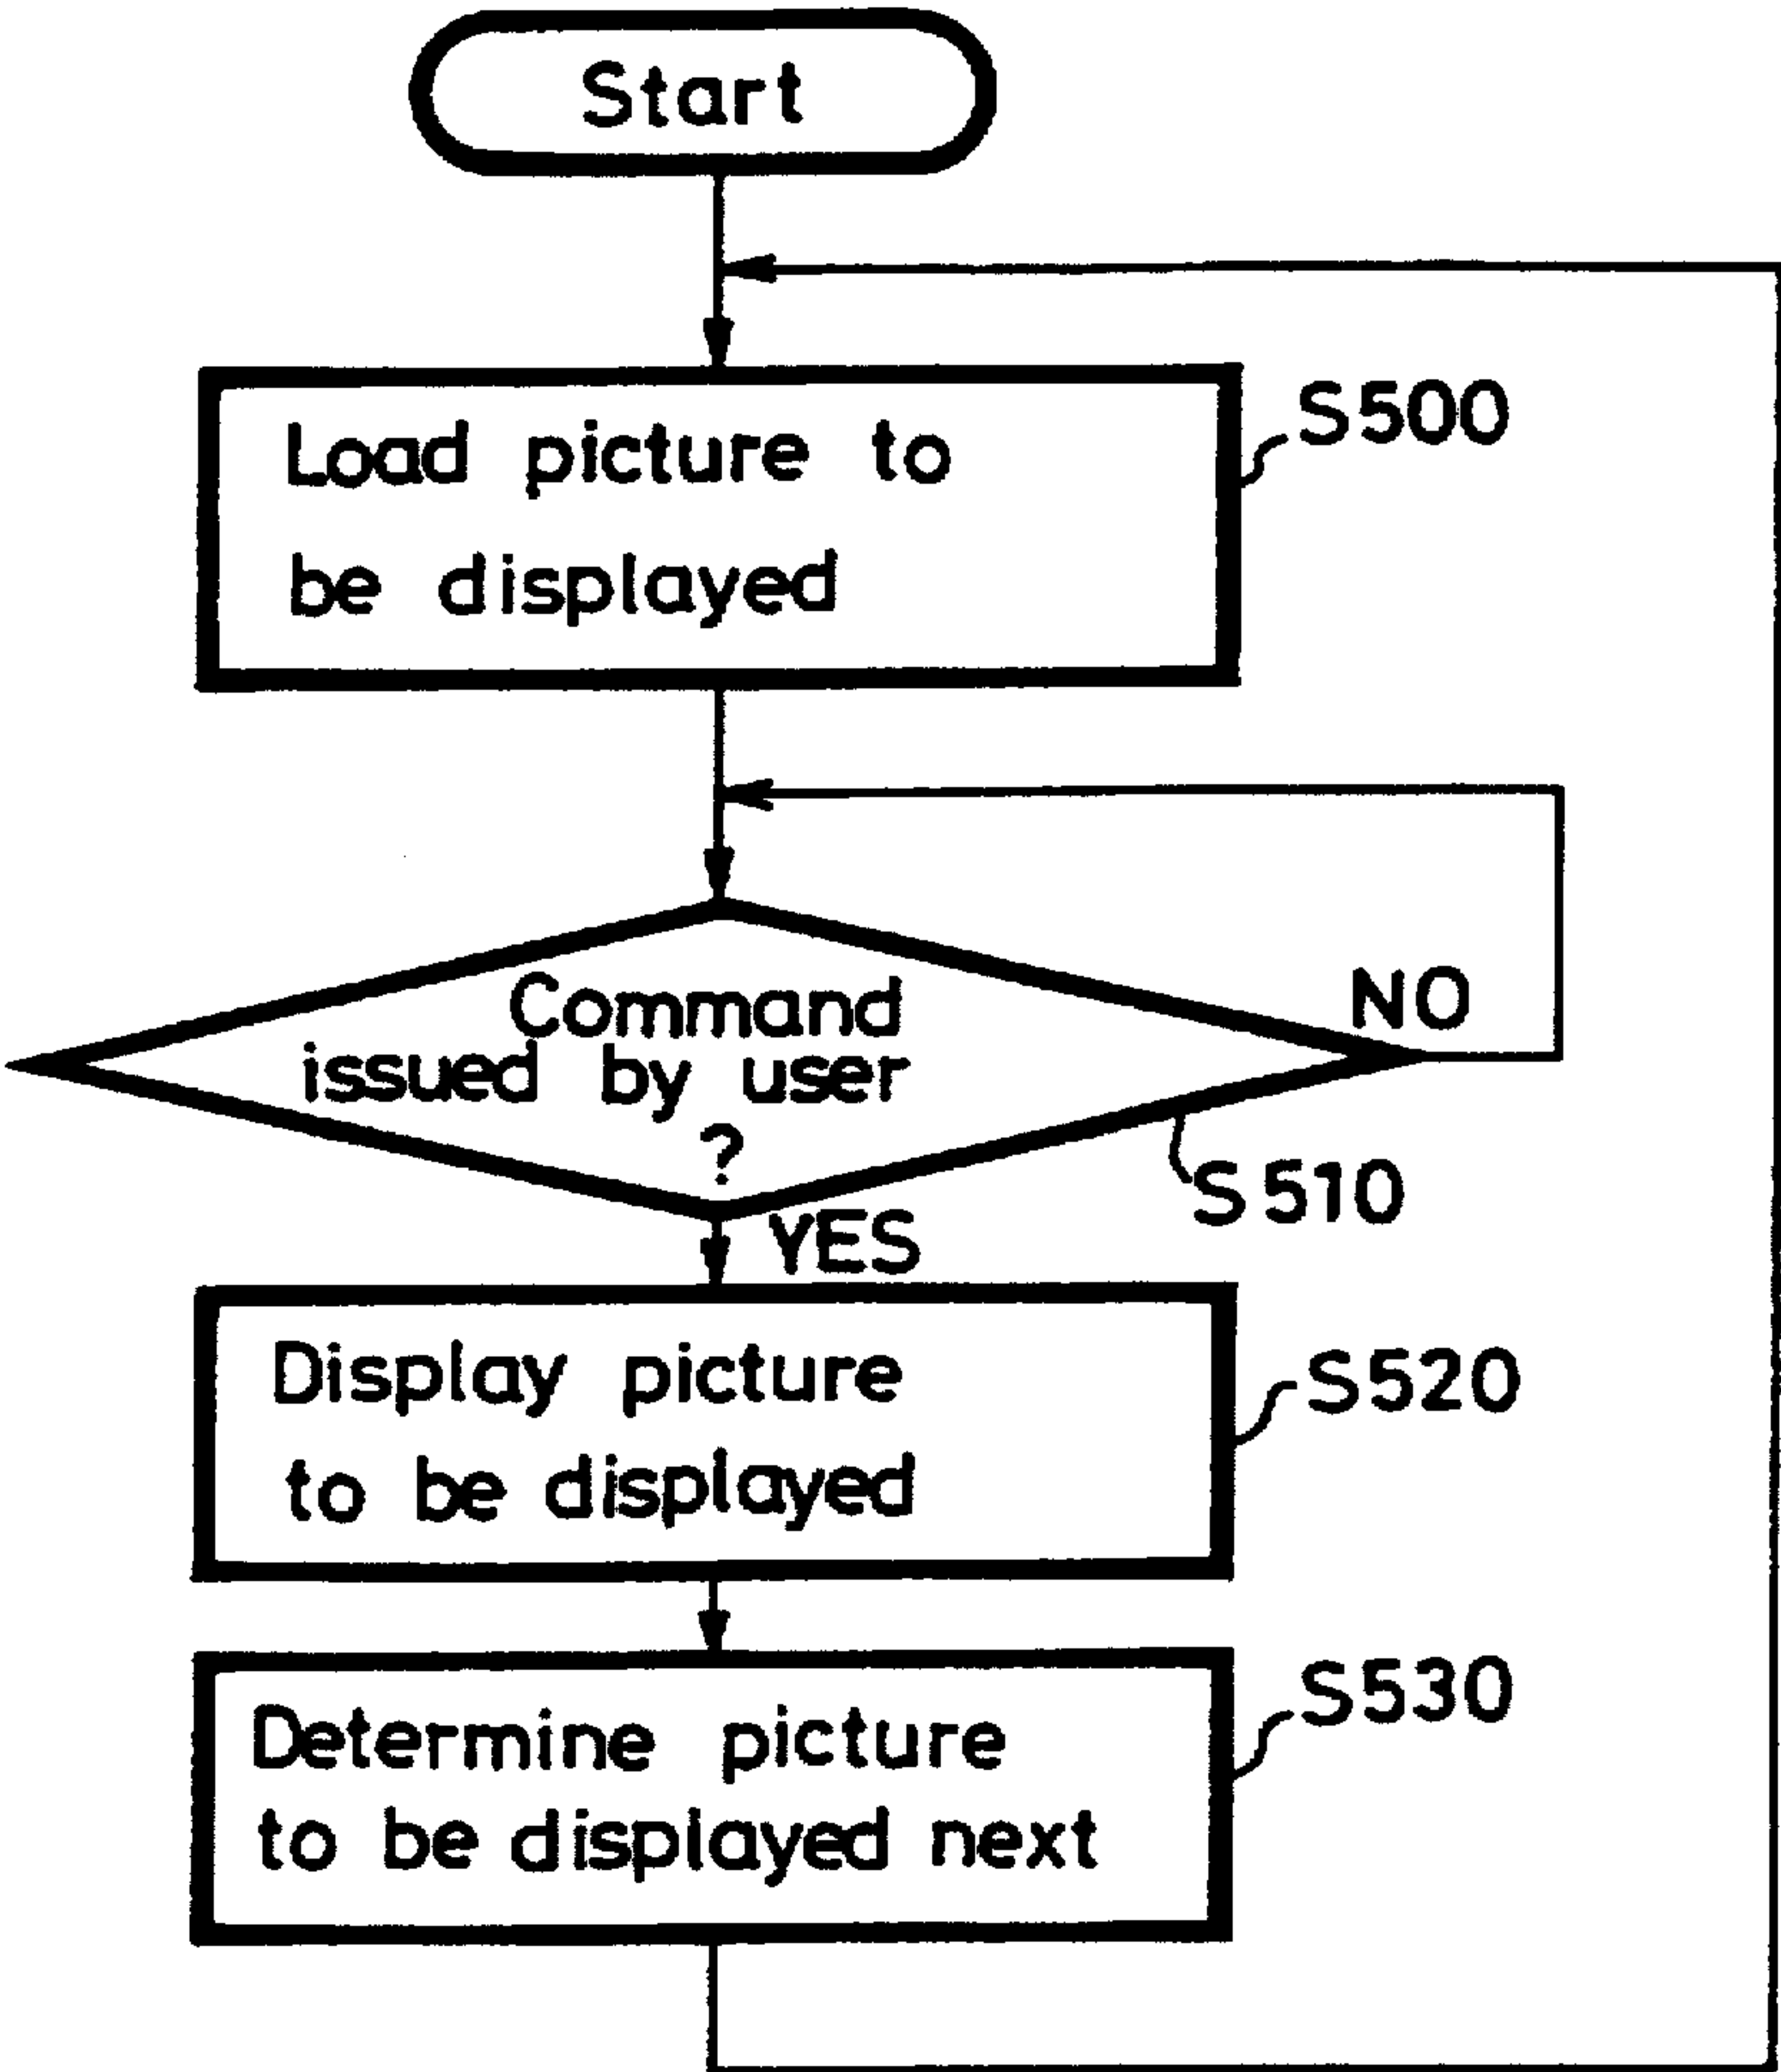 Start
Load picture to
be displayed
S500
Command
issued by user
?
NO
S510
YES
Display picture
to be displayed
S520
Determine picture
to be displayed next
S530